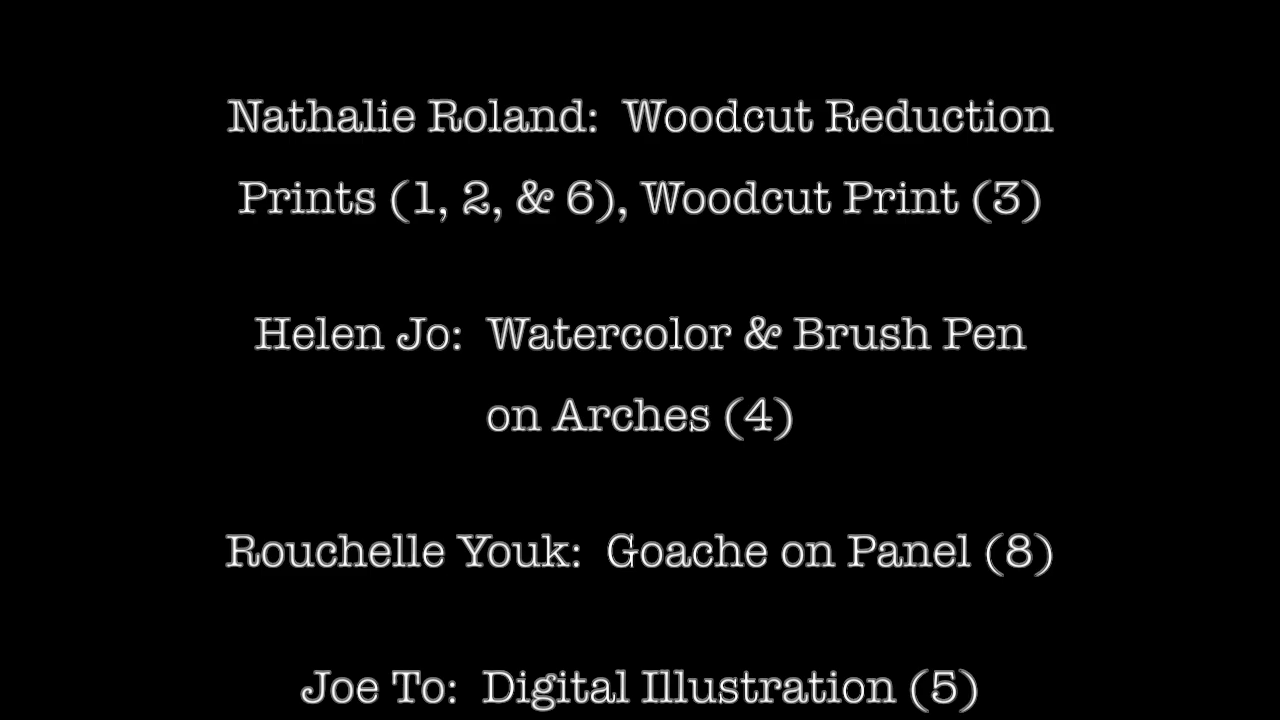 Nathalie Roland:  Woodcut Reduction
Prints (1, 2, & 6), Woodcut Print (3)
Helen Jo:  Watercolor & Brush Pen
on Arches (4)
Rouchelle Youk:  Goache on Panel (8)
Joe To:  Digital Illustration (5)